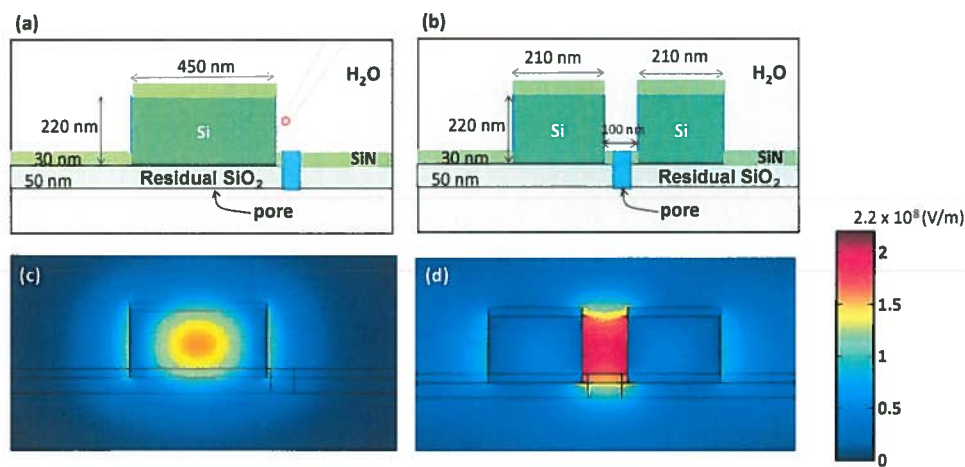 (a)
450 nm
H₂O
220 nm
Si
30 nm
SiN
50 nm
Residual SiO₂
pore
(b)
210 nm
210 nm
H₂O
220 nm
Si
100 nm
Si
30 nm
SiN
50 nm
Residual SiO₂
pore
2.2 x 10⁸ (V/m)
(c)
(d)
2
1.5
1
0.5
0